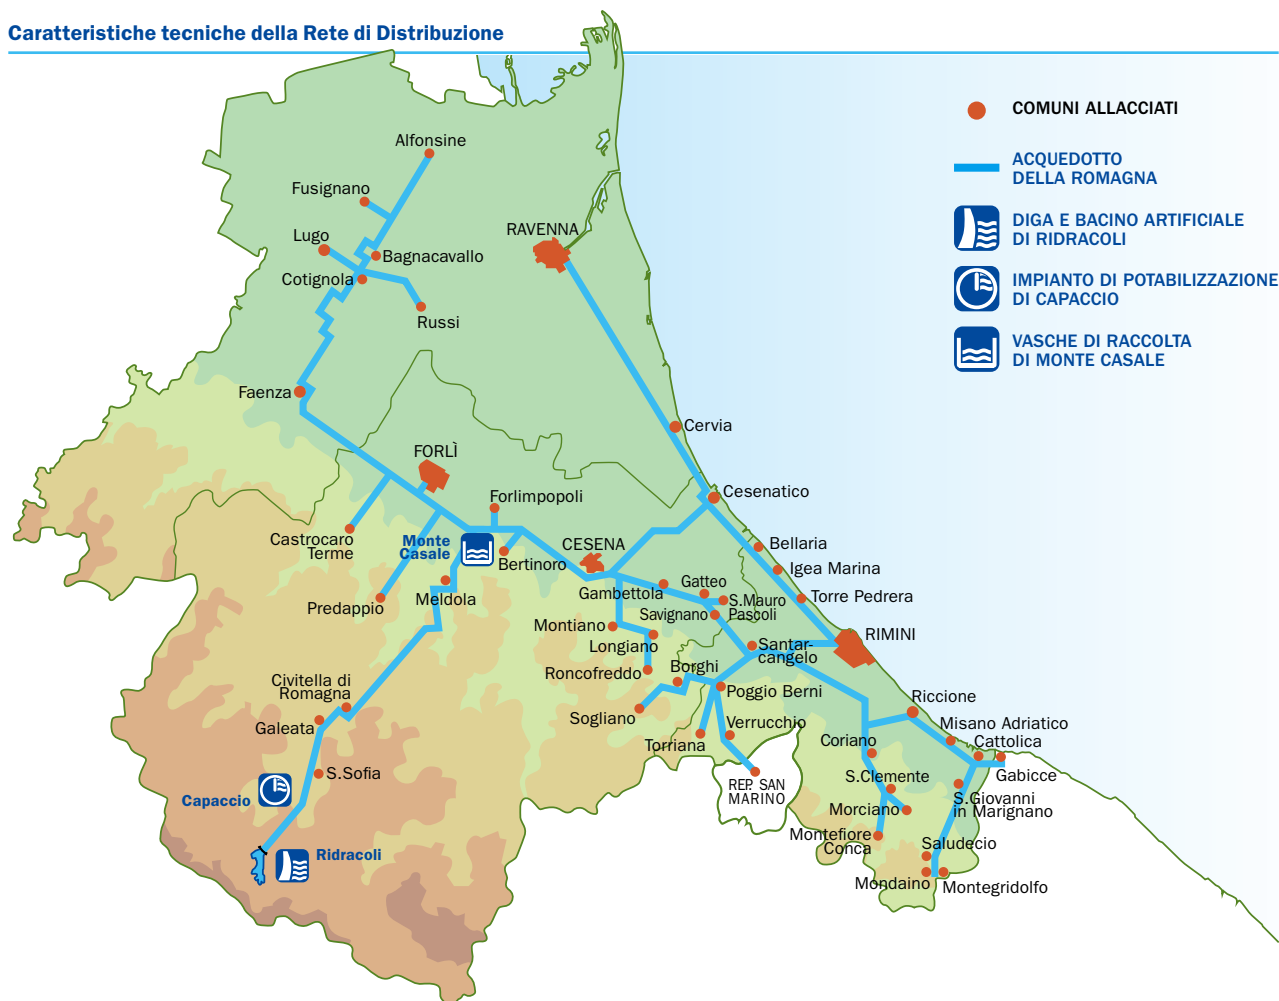 Caratteristiche tecniche della Rete di Distribuzione
COMUNI ALLACCIATI
ACQUEDOTTO
DELLA ROMAGNA
DIGA E BACINO ARTIFICIALE
DI RIDRACOLI
IMPIANTO DI POTABILIZZAZIONE
DI CAPACCIO
VASCHE DI RACCOLTA
DI MONTE CASALE
Alfonsine
Fusignano
Lugo
Bagnacavallo
Cotignola
Russi
RAVENNA
Faenza
Cervia
FORLÌ
Forlimpopoli
Cesenatico
Castrocaro
Terme
Monte
Casale
Bertinoro
CESENA
Bellaria
Igea Marina
Predappio
Meldola
Gambettola
Gatteo
S.Mauro
Pascoli
Savignano
Torre Pedrera
Montiano
Longiano
Roncofreddo
Santar-
cangelo
RIMINI
Borghi
Poggio Berni
Sogliano
Torriana
Verrucchio
Civitella di
Romagna
Galeata
S.Sofia
Capaccio
Ridracoli
REP. SAN
MARINO
Riccione
Misano Adriatico
Cattolica
Gabicce
Coriano
S.Clemente
Morciano
S.Giovanni
in Marignano
Montefiore
Conca
Saludecio
Mondaino
Montegridolfo